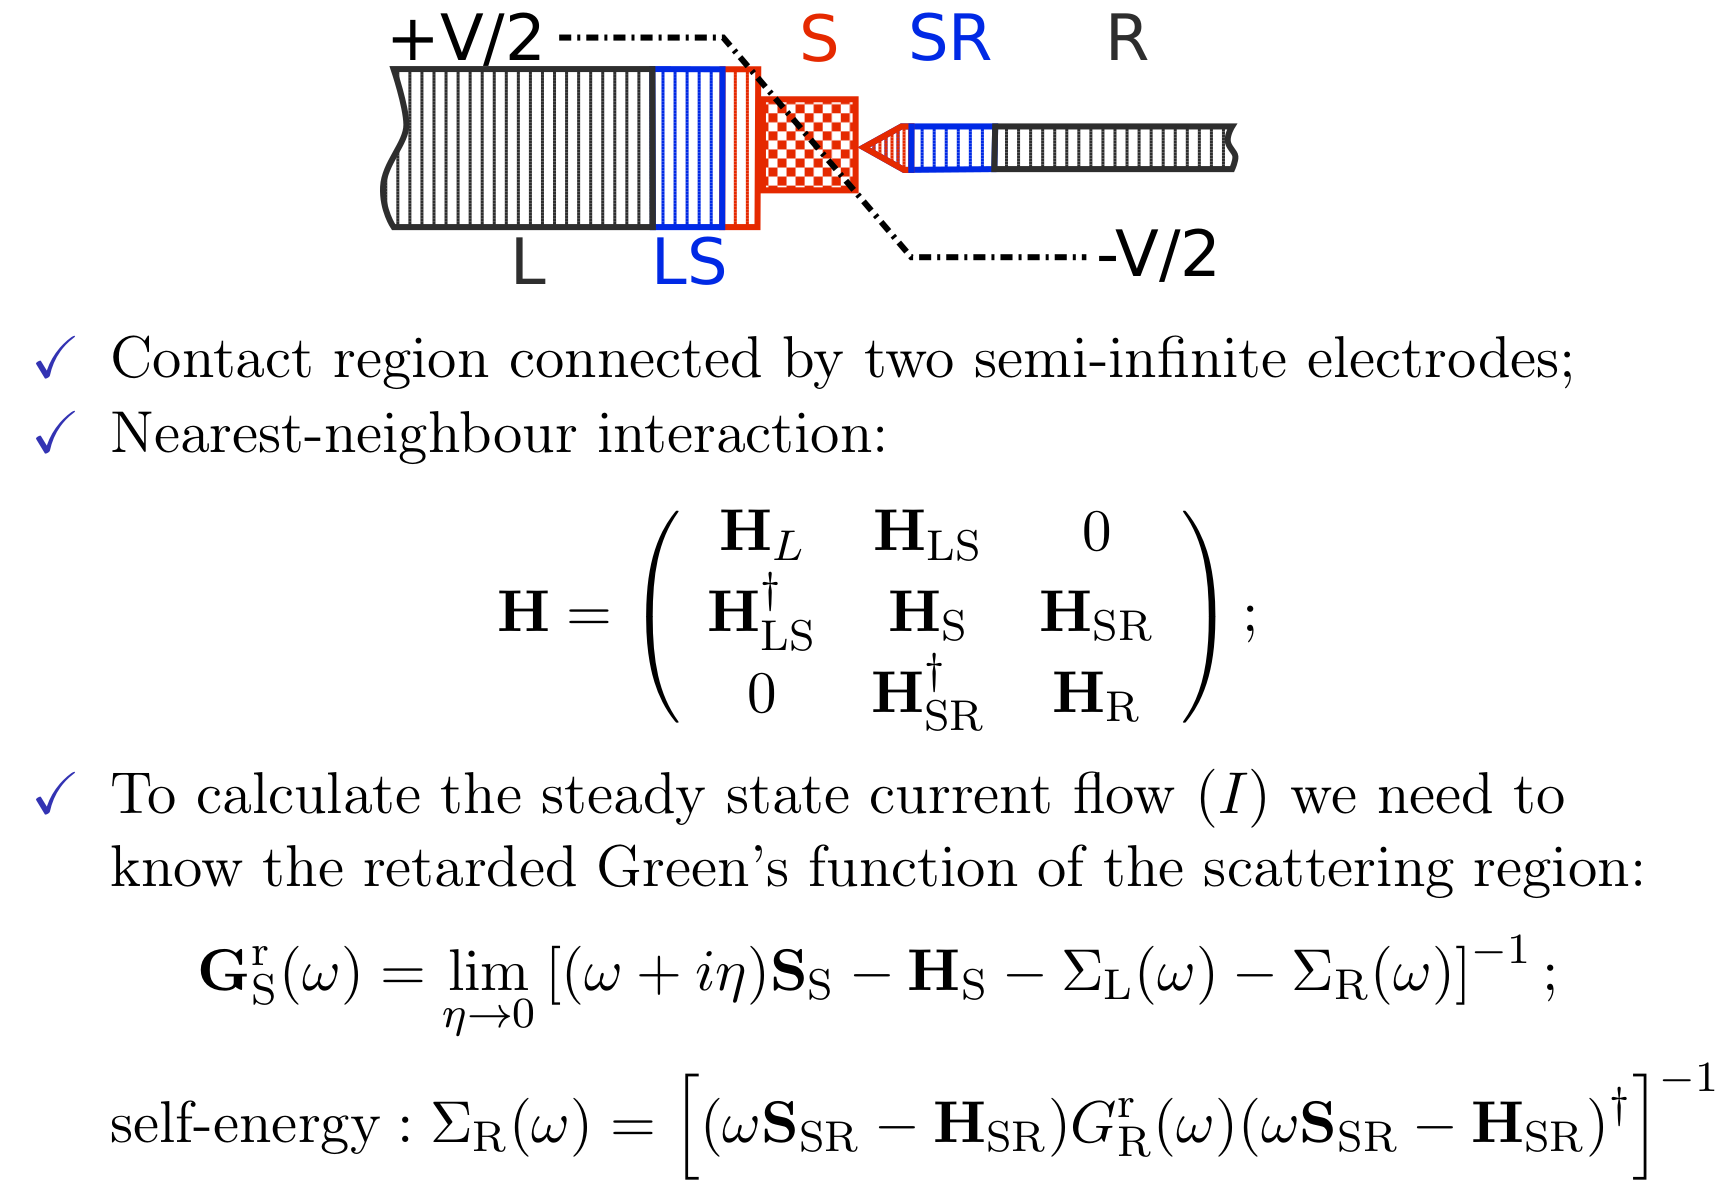 +V/2 S SR R
L LS -V/2
✓ Contact region connected by two semi-infinite electrodes;
✓ Nearest-neighbour interaction:
$\mathbf{H} = \begin{pmatrix} \mathbf{H}_{L} & \mathbf{H}_{\mathrm{LS}} & 0 \\ \mathbf{H}_{\mathrm{LS}}^{\dagger} & \mathbf{H}_{\mathrm{S}} & \mathbf{H}_{\mathrm{SR}} \\ 0 & \mathbf{H}_{\mathrm{SR}}^{\dagger} & \mathbf{H}_{\mathrm{R}} \end{pmatrix};$
✓ To calculate the steady state current flow ($I$) we need to
know the retarded Green's function of the scattering region:
$\mathbf{G}_{\mathrm{S}}^{\mathrm{r}}(\omega) = \lim_{\eta \to 0} \left[(\omega + i\eta)\mathbf{S}_{\mathrm{S}} - \mathbf{H}_{\mathrm{S}} - \Sigma_{\mathrm{L}}(\omega) - \Sigma_{\mathrm{R}}(\omega)\right]^{-1};$
self-energy : $\Sigma_{\mathrm{R}}(\omega) = \left[(\omega\mathbf{S}_{\mathrm{SR}} - \mathbf{H}_{\mathrm{SR}})G_{\mathrm{R}}^{\mathrm{r}}(\omega)(\omega\mathbf{S}_{\mathrm{SR}} - \mathbf{H}_{\mathrm{SR}})^{\dagger}\right]^{-1}$